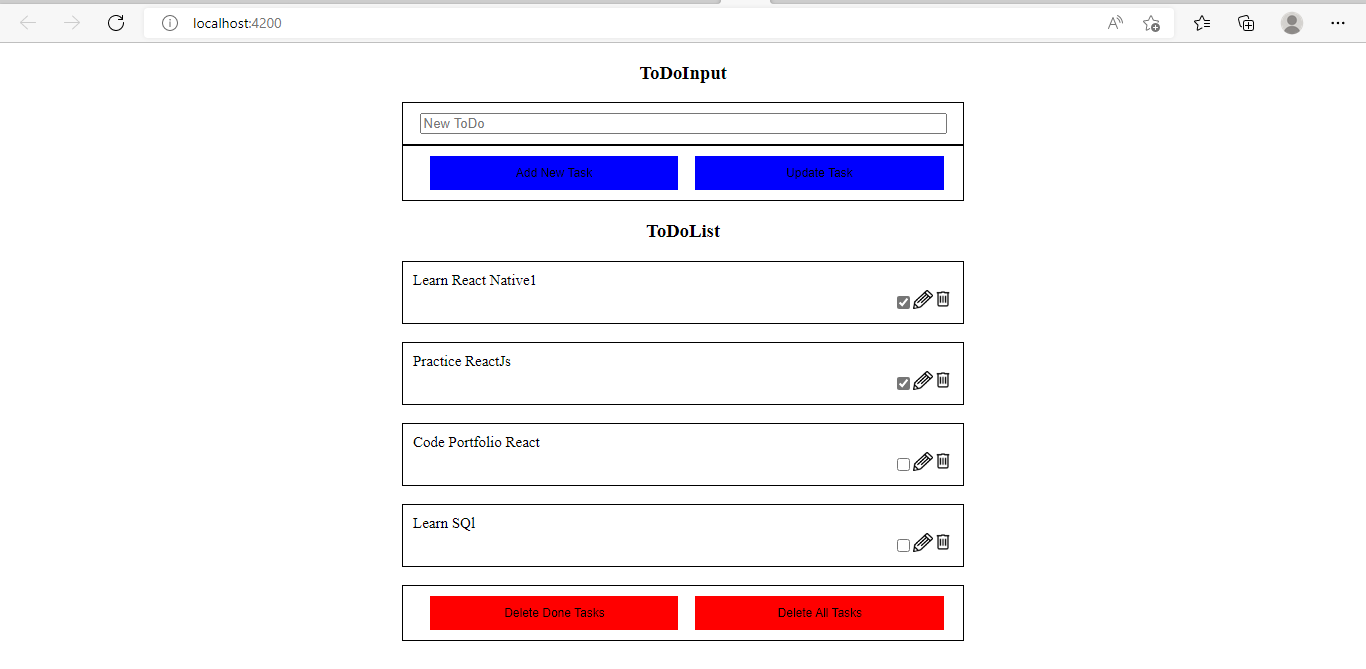 localhost:4200
ToDoInput
New ToDo
Add New Task Update Task
ToDoList
Learn React Native1
Practice ReactJs
Code Portfolio React
Learn SQl
Delete Done Tasks Delete All Tasks